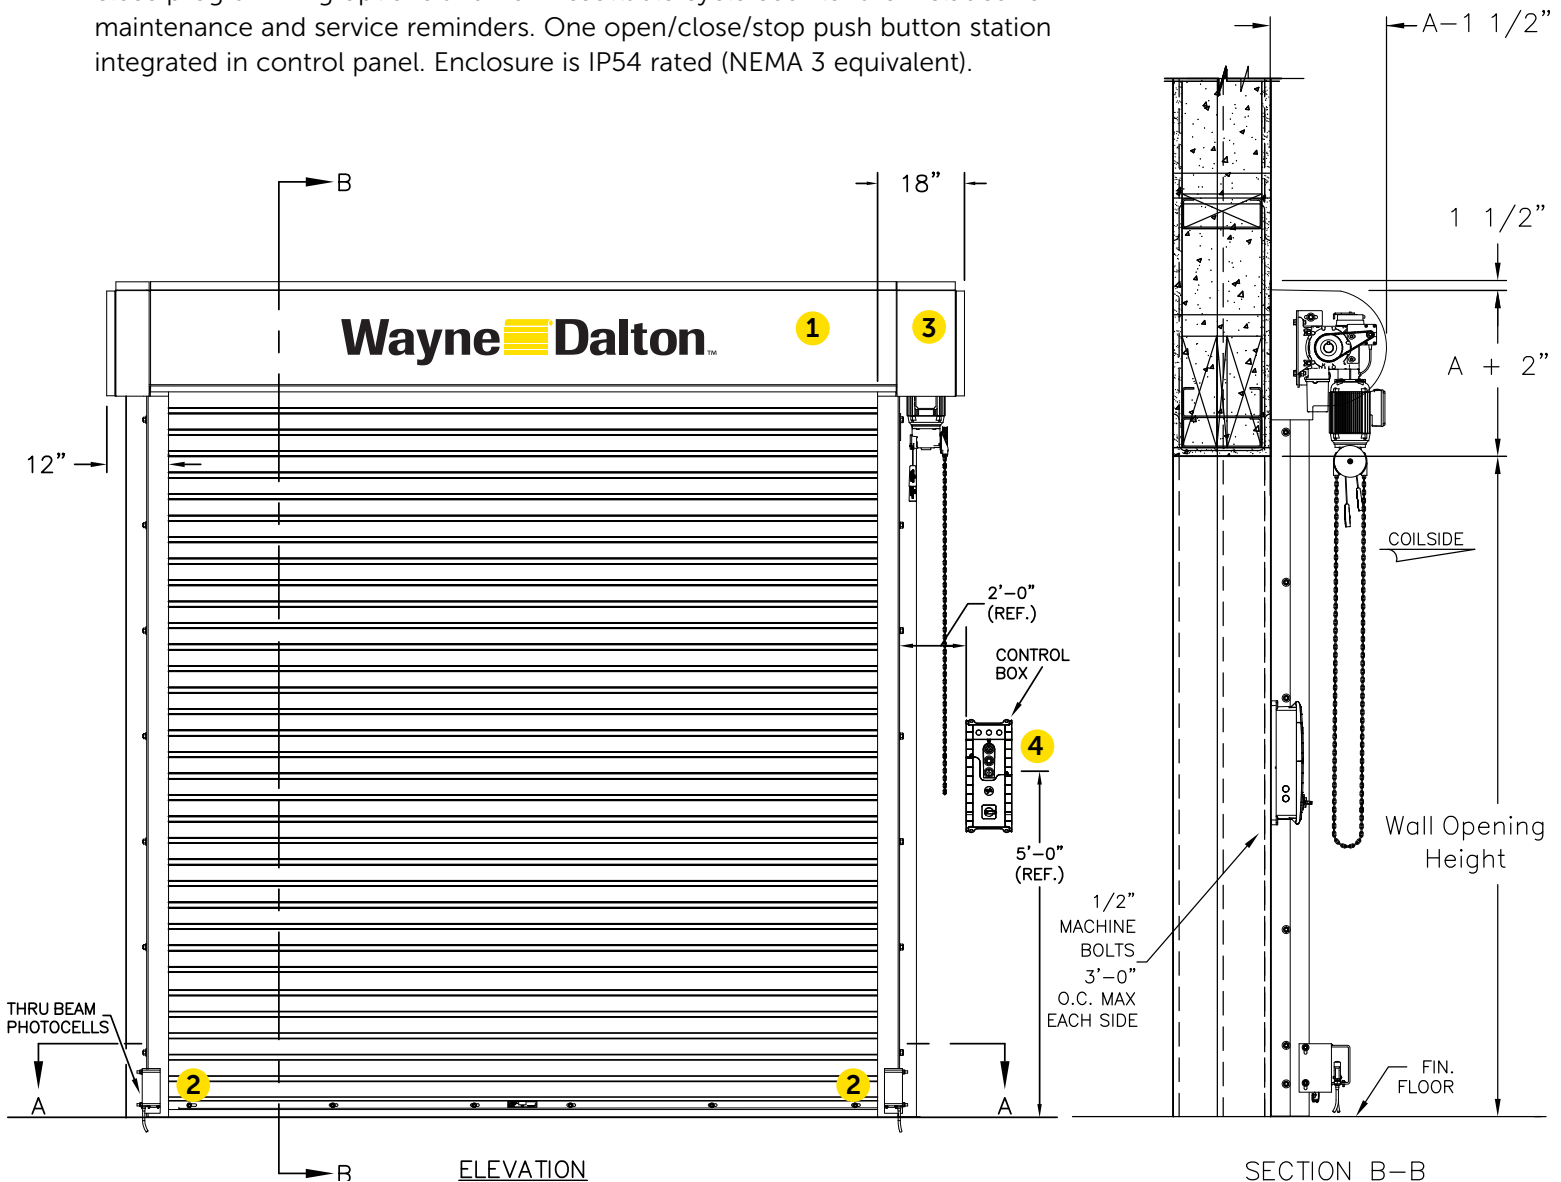 maintenance and service reminders. One open/close/stop push button station
integrated in control panel. Enclosure is IP54 rated (NEMA 3 equivalent).
A-1 1/2"
B
18"
1 1/2"
Wayne Dalton™
1
3
A + 2"
12"
COILSIDE
2'-0"
(REF.)
CONTROL
BOX
4
Wall Opening
Height
5'-0"
(REF.)
1/2"
MACHINE
BOLTS
3'-0"
O.C. MAX
EACH SIDE
THRU BEAM
PHOTOCELLS
FIN.
FLOOR
2
2
A
A
B
ELEVATION
SECTION B-B